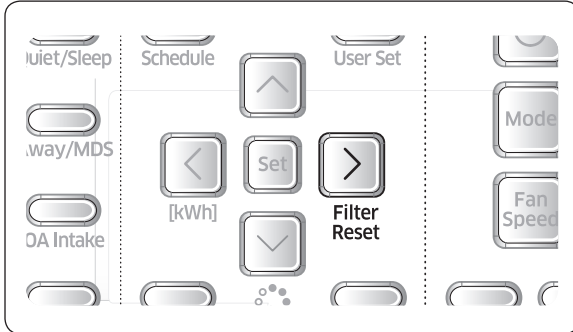 uiet/Sleep
Schedule
User Set
Mode
way/MDS
Set
[kWh]
Filter
Reset
Fan
Speed
OA Intake